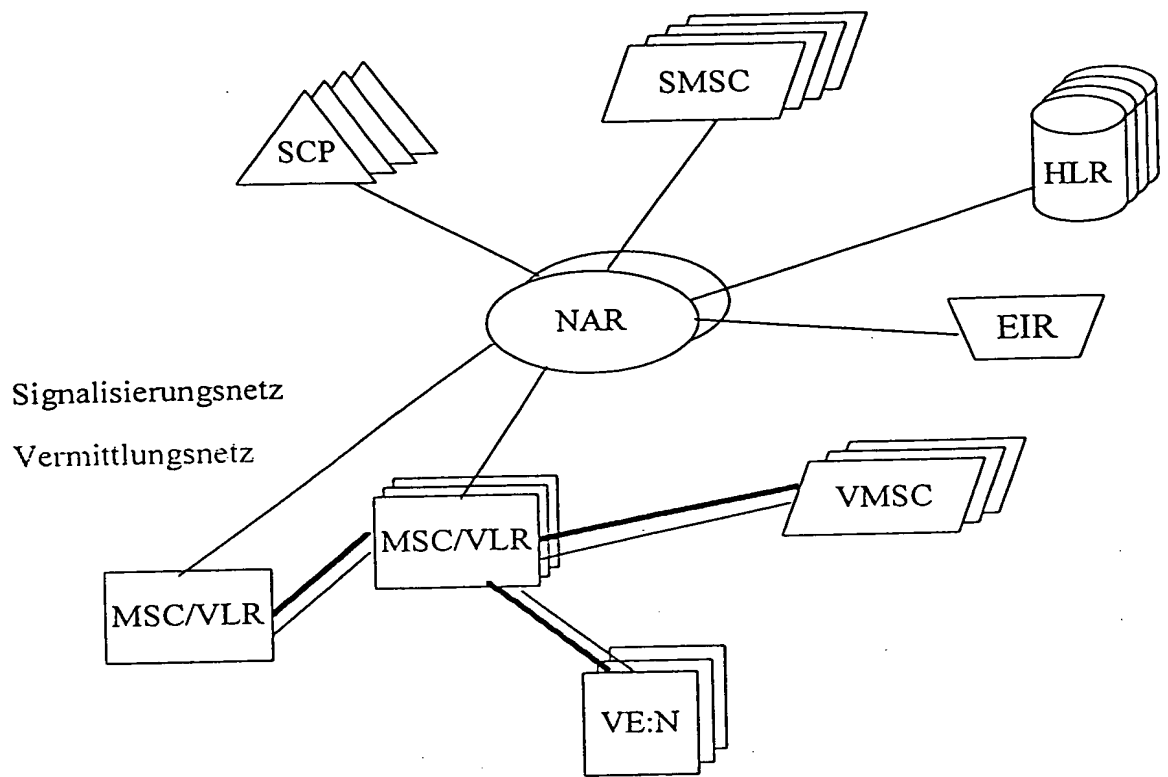 SMSC
SCP
HLR
NAR
EIR
Signalisierungsnetz
Vermittlungsnetz
VMSC
MSC/VLR
MSC/VLR
VE:N